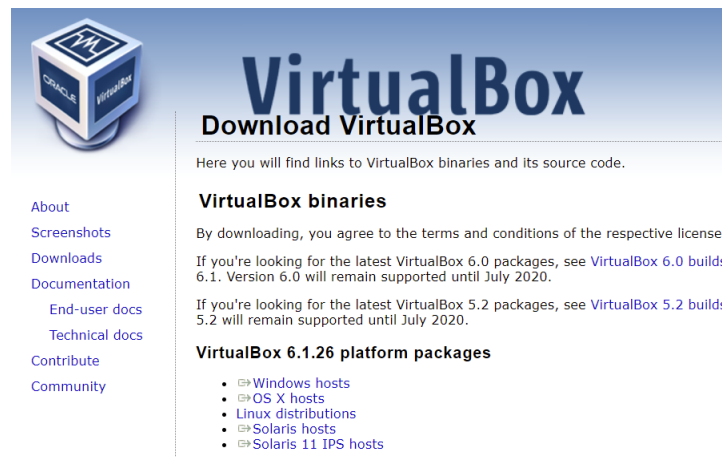 ORACLE
VirtualBox
VirtualBox
Download VirtualBox
Here you will find links to VirtualBox binaries and its source code.
About
Screenshots
Downloads
Documentation
End-user docs
Technical docs
Contribute
Community
VirtualBox binaries
By downloading, you agree to the terms and conditions of the respective license
If you're looking for the latest VirtualBox 6.0 packages, see VirtualBox 6.0 builds
6.1. Version 6.0 will remain supported until July 2020.
If you're looking for the latest VirtualBox 5.2 packages, see VirtualBox 5.2 builds
5.2 will remain supported until July 2020.
VirtualBox 6.1.26 platform packages
Windows hosts
OS X hosts
Linux distributions
Solaris hosts
Solaris 11 IPS hosts